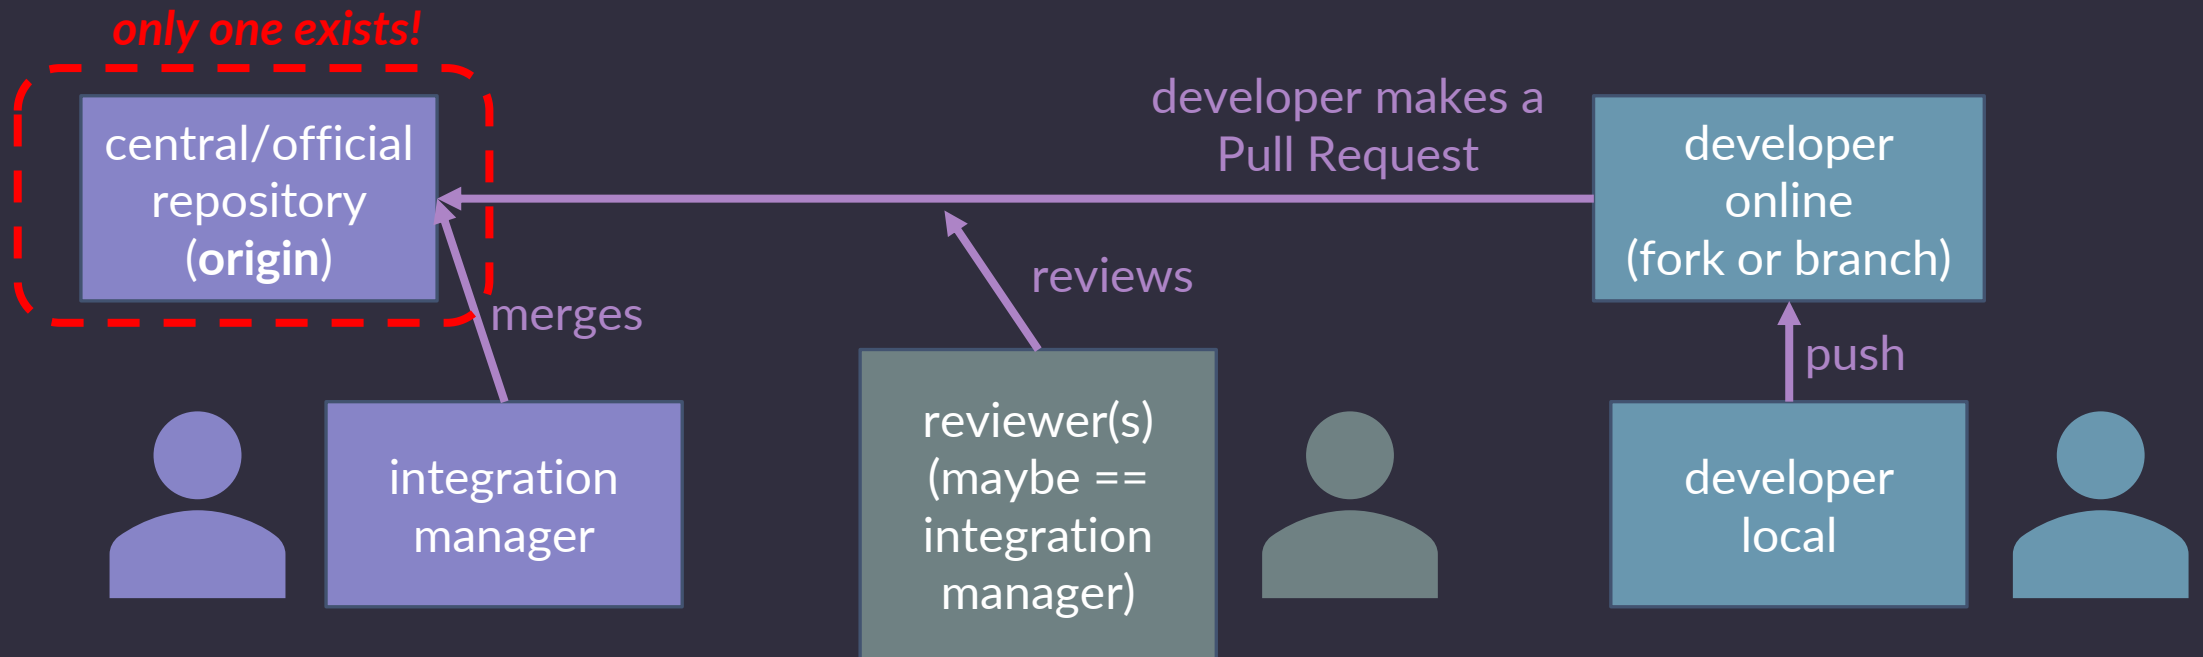 only one exists!
central/official
repository
(origin)
developer makes a
Pull Request
developer
online
(fork or branch)
reviews
merges
push
integration
manager
reviewer(s)
(maybe ==
integration
manager)
developer
local